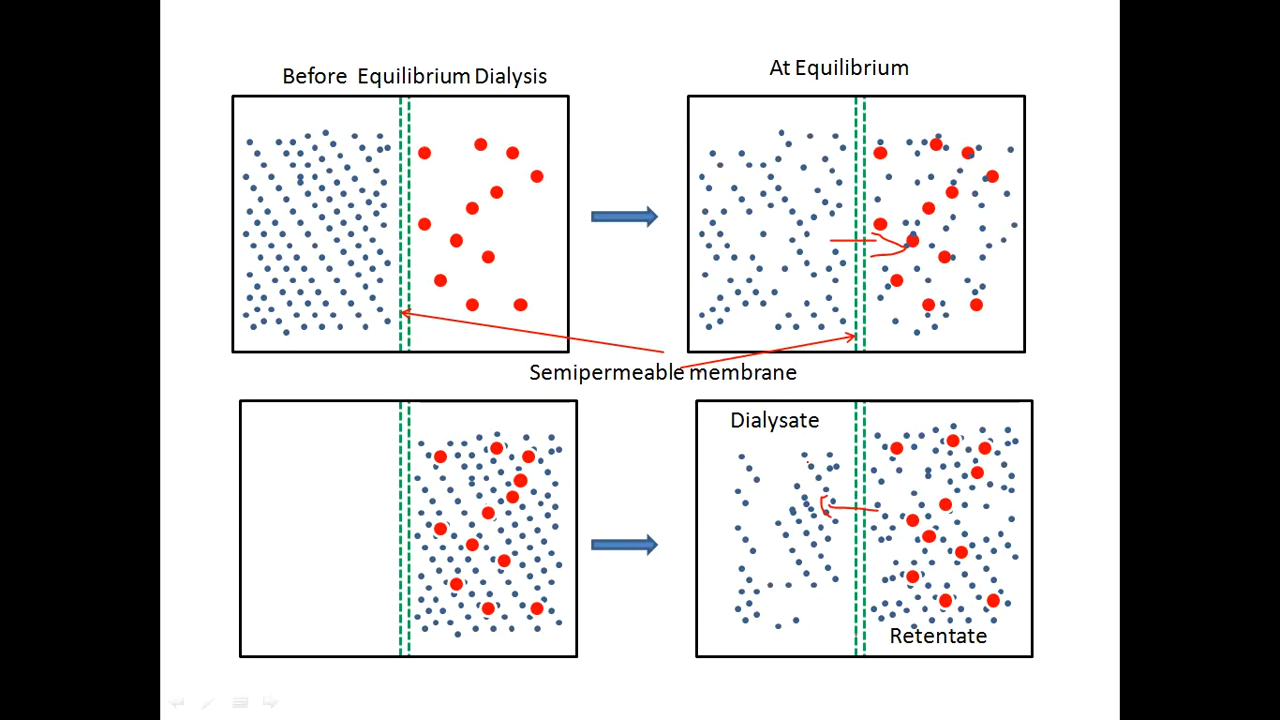 Before Equilibrium Dialysis
At Equilibrium
Semipermeable membrane
Dialysate
Retentate